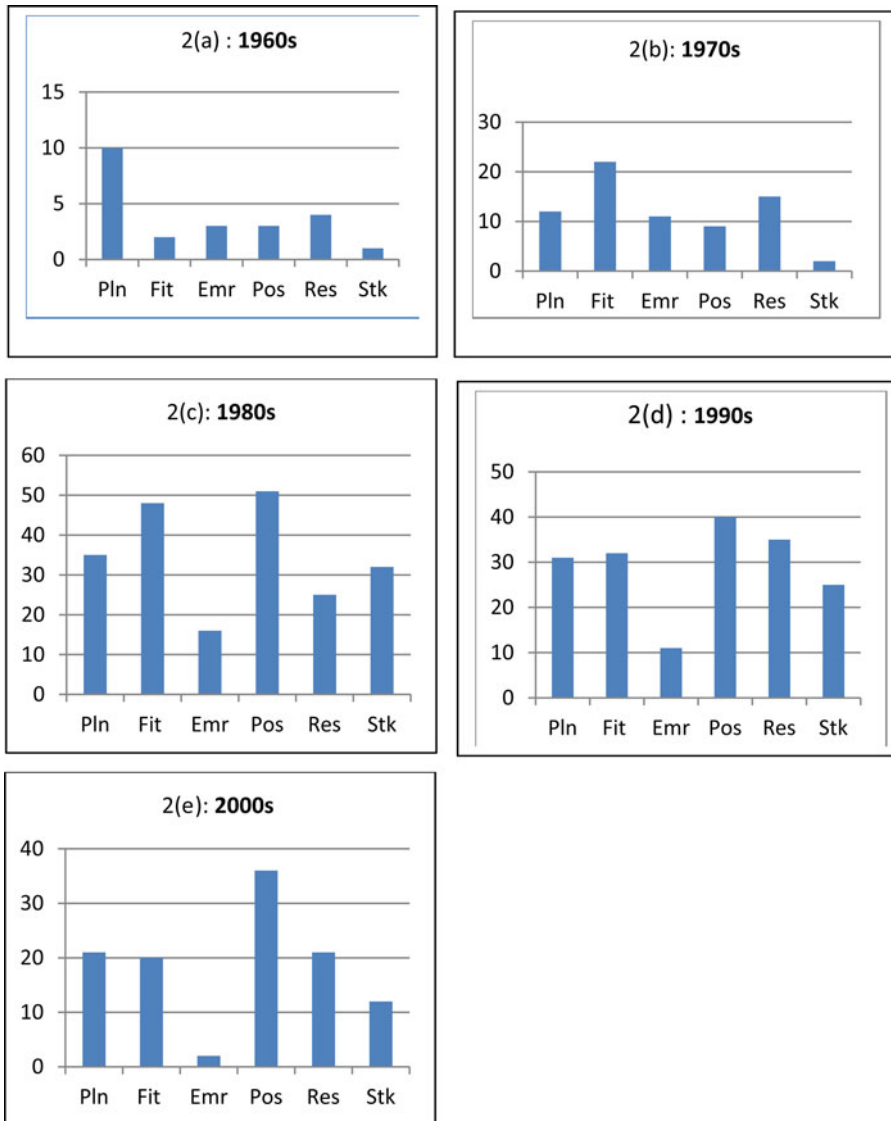 2(a) : 1960s
15
10
5
0
Pln Fit Emr Pos Res Stk
2(b): 1970s
30
20
10
0
Pln Fit Emr Pos Res Stk
2(c): 1980s
60
50
40
30
20
10
0
Pln Fit Emr Pos Res Stk
2(d) : 1990s
50
40
30
20
10
0
Pln Fit Emr Pos Res Stk
2(e): 2000s
40
30
20
10
0
Pln Fit Emr Pos Res Stk